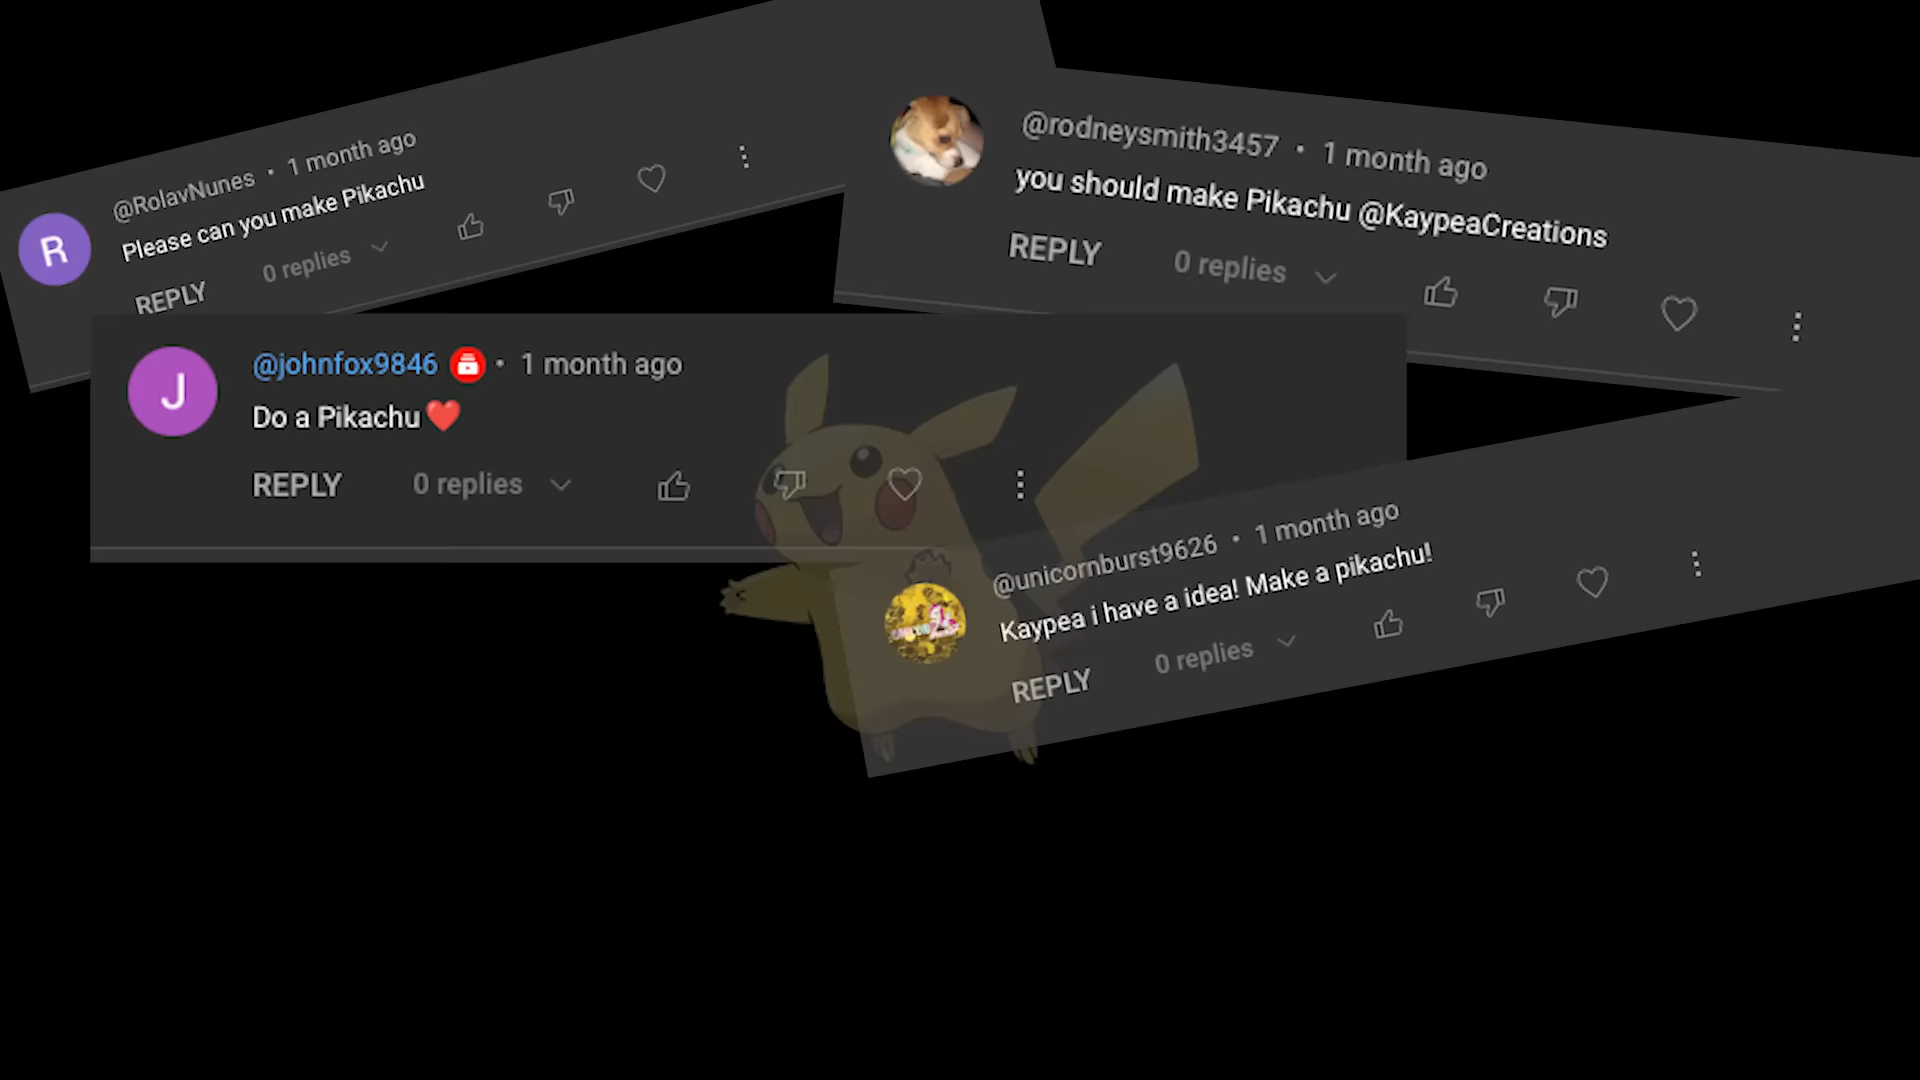 @RolavNunes • 1 month ago
Please can you make Pikachu
REPLY 0 replies
R
@rodneysmith3457 • 1 month ago
you should make Pikachu @KaypeaCreations
REPLY 0 replies
J
@johnfox9846 • 1 month ago
Do a Pikachu❤️
REPLY 0 replies
@unicornburst9626 • 1 month ago
Kaypea i have a idea! Make a pikachu!
REPLY 0 replies